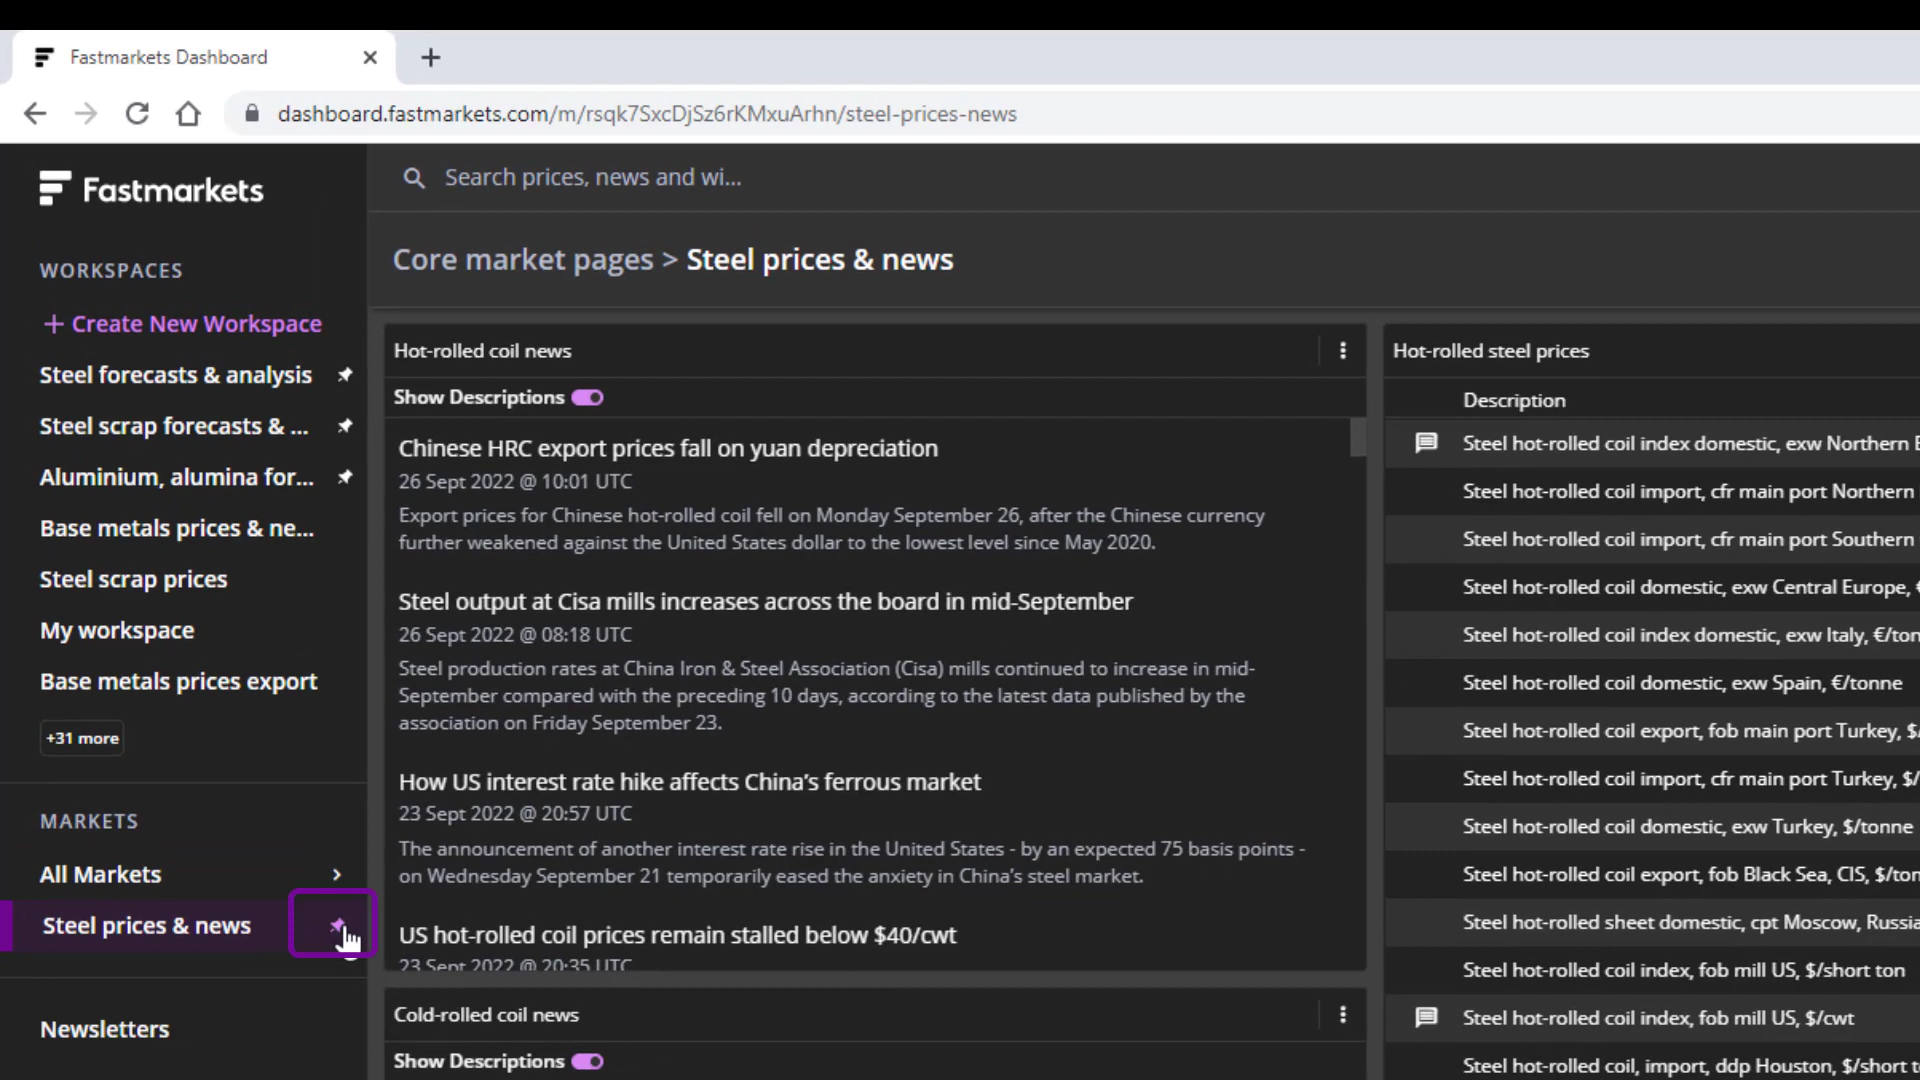 Fastmarkets Dashboard
dashboard.fastmarkets.com/m/rsqk7SxcDjSz6rKMxuArhn/steel-prices-news
Fastmarkets
Search prices, news and wi...
WORKSPACES
+ Create New Workspace
Steel forecasts & analysis
Steel scrap forecasts & ...
Aluminium, alumina for...
Base metals prices & ne...
Steel scrap prices
My workspace
Base metals prices export
+31 more
MARKETS
All Markets
Steel prices & news
Newsletters
Core market pages > Steel prices & news
Hot-rolled coil news
Show Descriptions
Chinese HRC export prices fall on yuan depreciation
26 Sept 2022 @ 10:01 UTC
Export prices for Chinese hot-rolled coil fell on Monday September 26, after the Chinese currency
further weakened against the United States dollar to the lowest level since May 2020.
Steel output at Cisa mills increases across the board in mid-September
26 Sept 2022 @ 08:18 UTC
Steel production rates at China Iron & Steel Association (Cisa) mills continued to increase in mid-
September compared with the preceding 10 days, according to the latest data published by the
association on Friday September 23.
How US interest rate hike affects China's ferrous market
23 Sept 2022 @ 20:57 UTC
The announcement of another interest rate rise in the United States - by an expected 75 basis points -
on Wednesday September 21 temporarily eased the anxiety in China's steel market.
US hot-rolled coil prices remain stalled below $40/cwt
23 Sept 2022 @ 20:35 UTC
Cold-rolled coil news
Show Descriptions
Hot-rolled steel prices
Description
Steel hot-rolled coil index domestic, exw Northern
Steel hot-rolled coil import, cfr main port Northern
Steel hot-rolled coil import, cfr main port Southern
Steel hot-rolled coil domestic, exw Central Europe,
Steel hot-rolled coil index domestic, exw Italy, €/ton
Steel hot-rolled coil domestic, exw Spain, €/tonne
Steel hot-rolled coil export, fob main port Turkey, $/
Steel hot-rolled coil import, cfr main port Turkey, $/
Steel hot-rolled coil domestic, exw Turkey, $/tonne
Steel hot-rolled coil export, fob Black Sea, CIS, $/ton
Steel hot-rolled sheet domestic, cpt Moscow, Russia
Steel hot-rolled coil index, fob mill US, $/short ton
Steel hot-rolled coil index, fob mill US, $/cwt
Steel hot-rolled coil, import, ddp Houston, $/short t